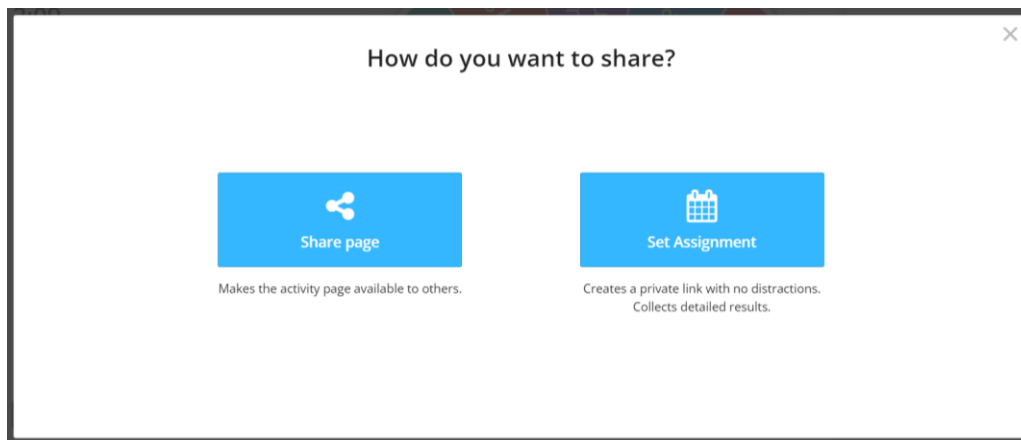 How do you want to share?
Share page
Set Assignment
Makes the activity page available to others.
Creates a private link with no distractions.
Collects detailed results.